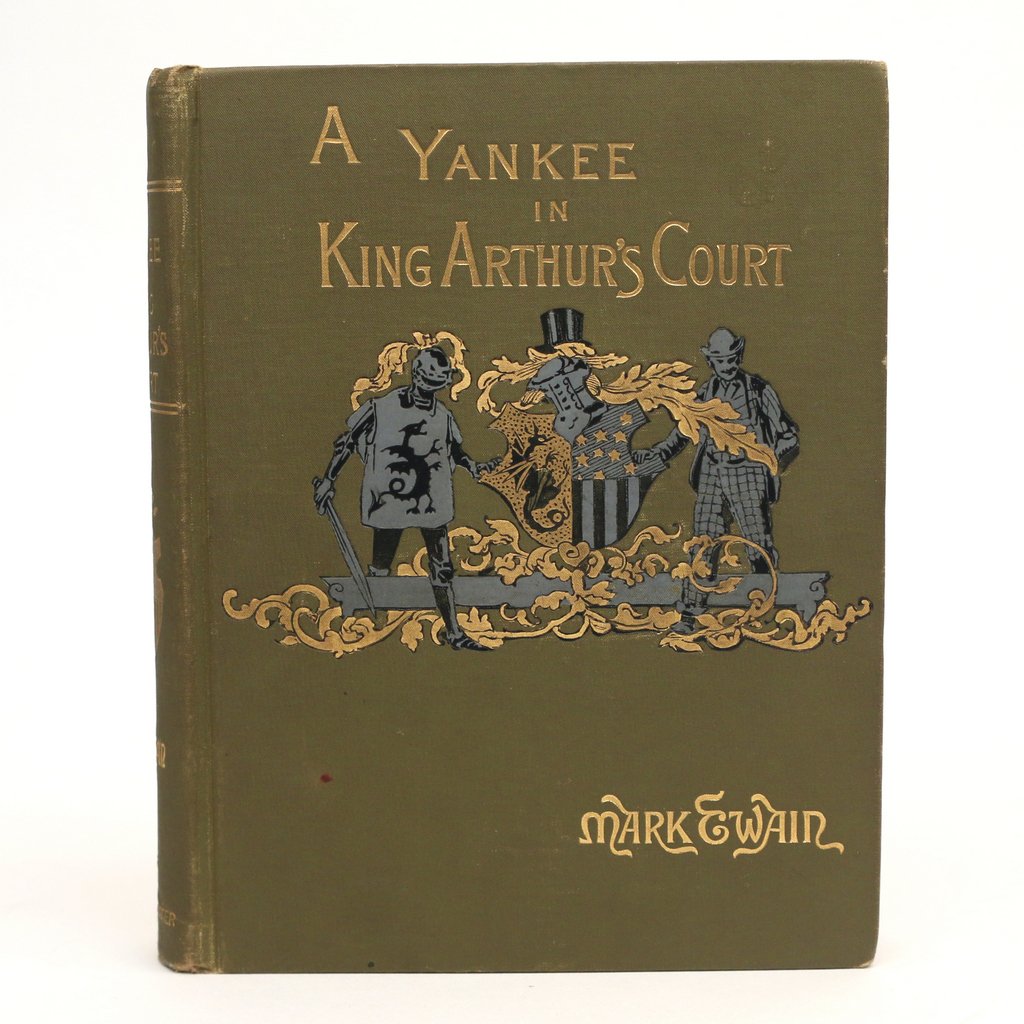 A YANKEE
IN
KING ARTHUR'S COURT
MARK TWAIN